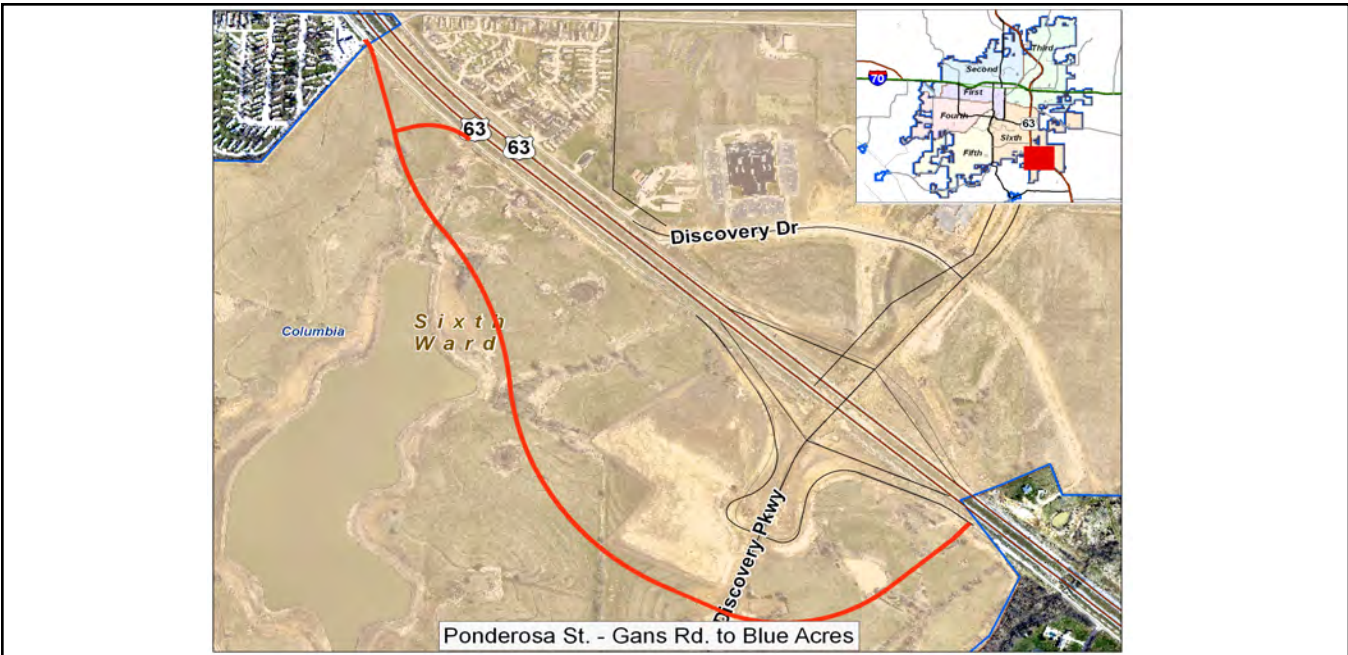 70
Second
Third
First
Fourth
63
Sixth
Fifth
63
63
Discovery Dr
Columbia
Sixth
Ward
Discovery Pkwy
Ponderosa St. - Gans Rd. to Blue Acres